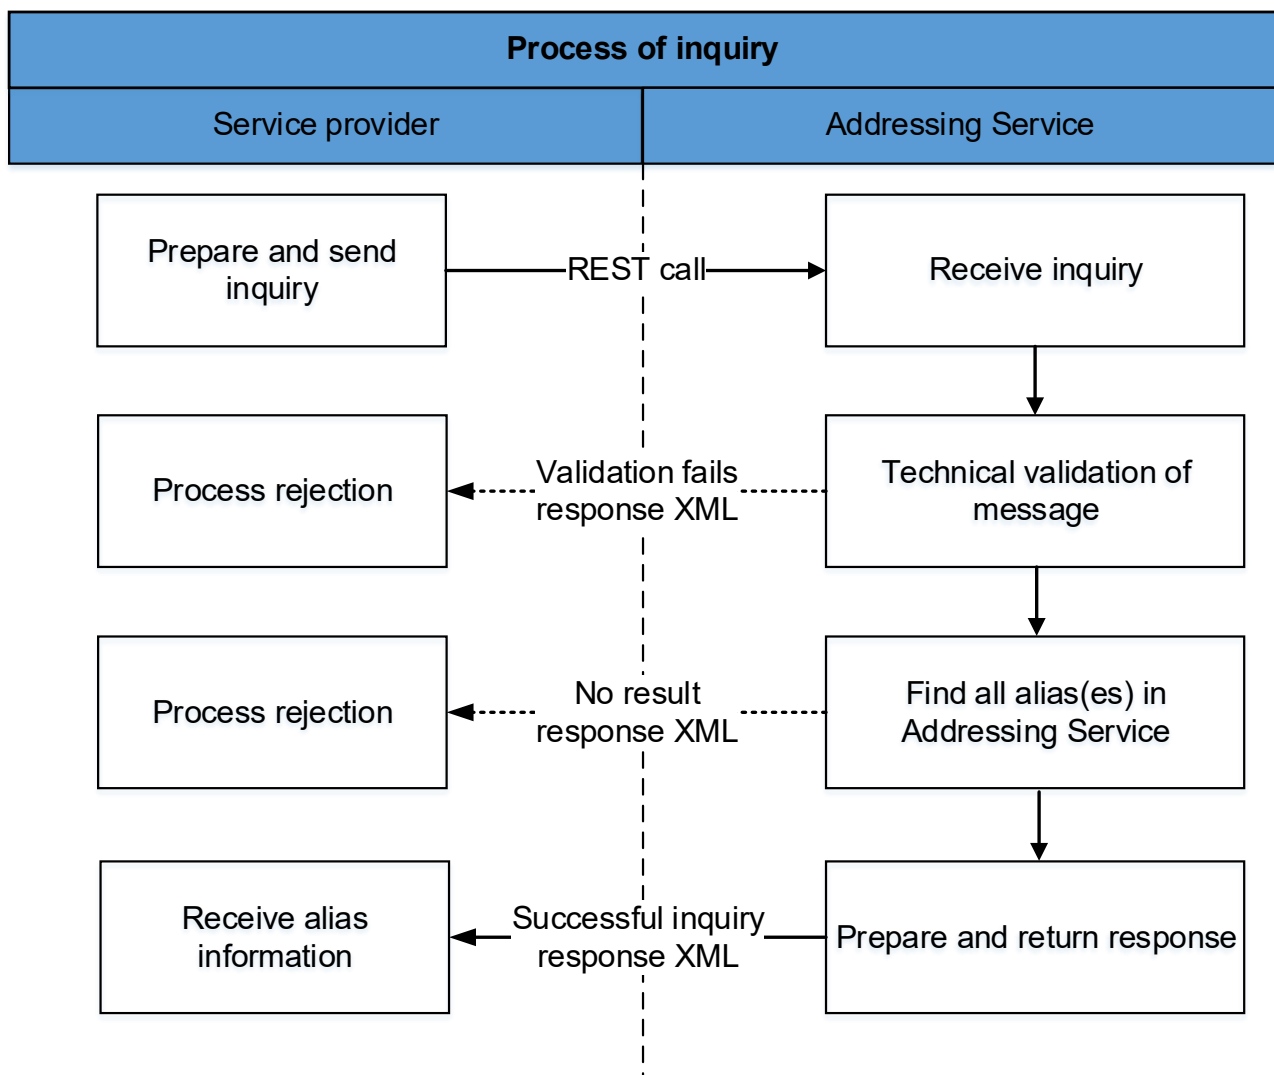 Process of inquiry
Service provider
Addressing Service
Prepare and send
inquiry
REST call
Receive inquiry
Process rejection
Validation fails
response XML
Technical validation of
message
Process rejection
No result
response XML
Find all alias(es) in
Addressing Service
Receive alias
information
Successful inquiry
response XML
Prepare and return response